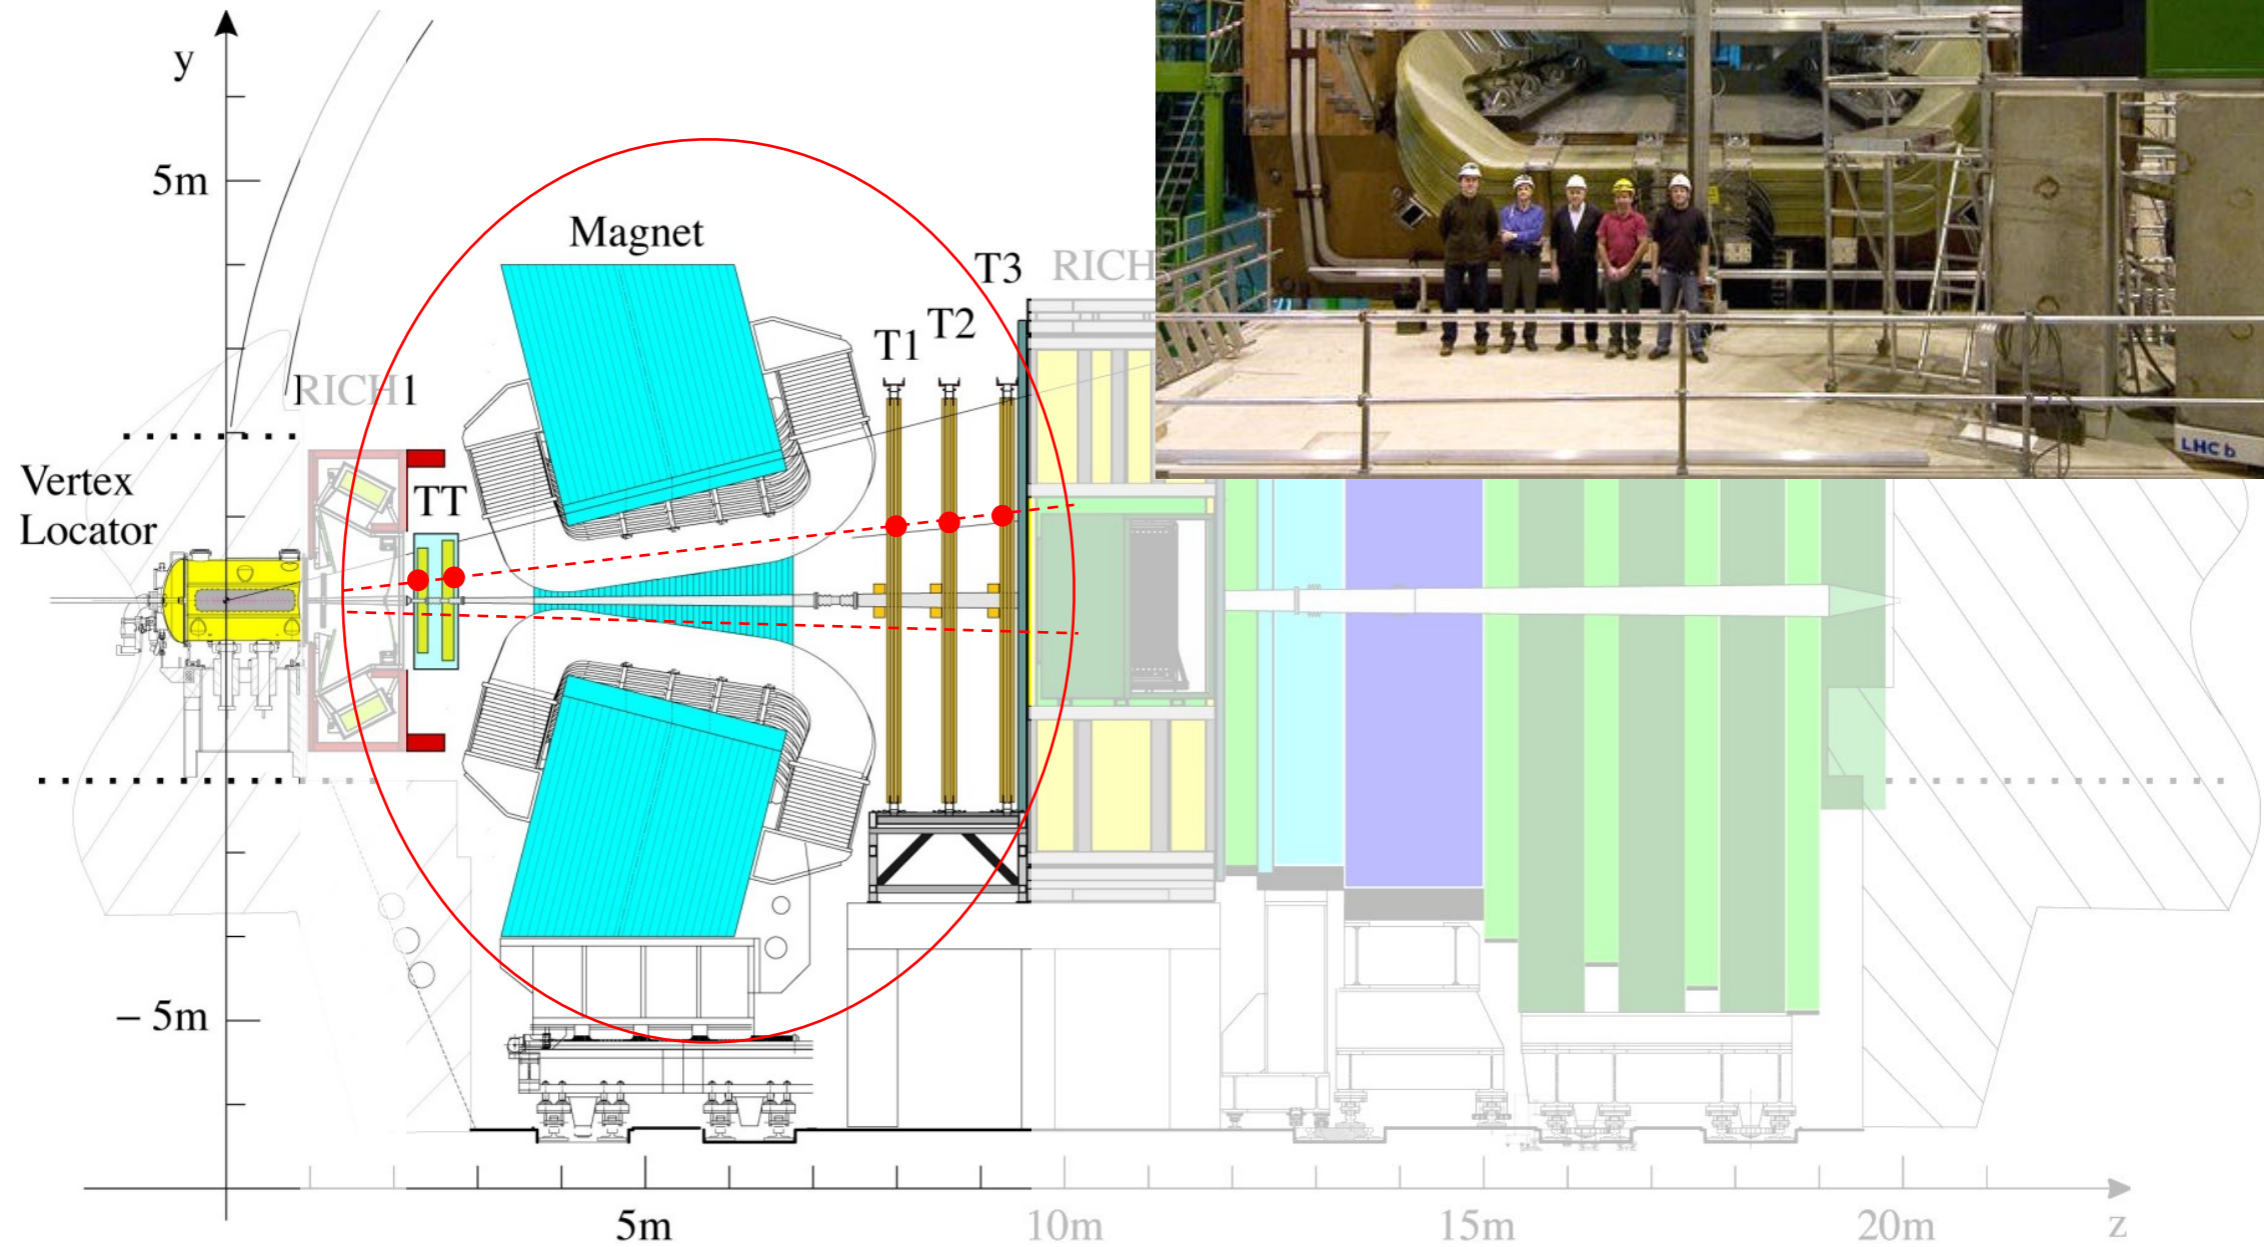 y
5m
Magnet
T3
RICH
T2
T1
RICH1
TT
Vertex
Locator
LHCb
− 5m
5m
10m
15m
20m
z